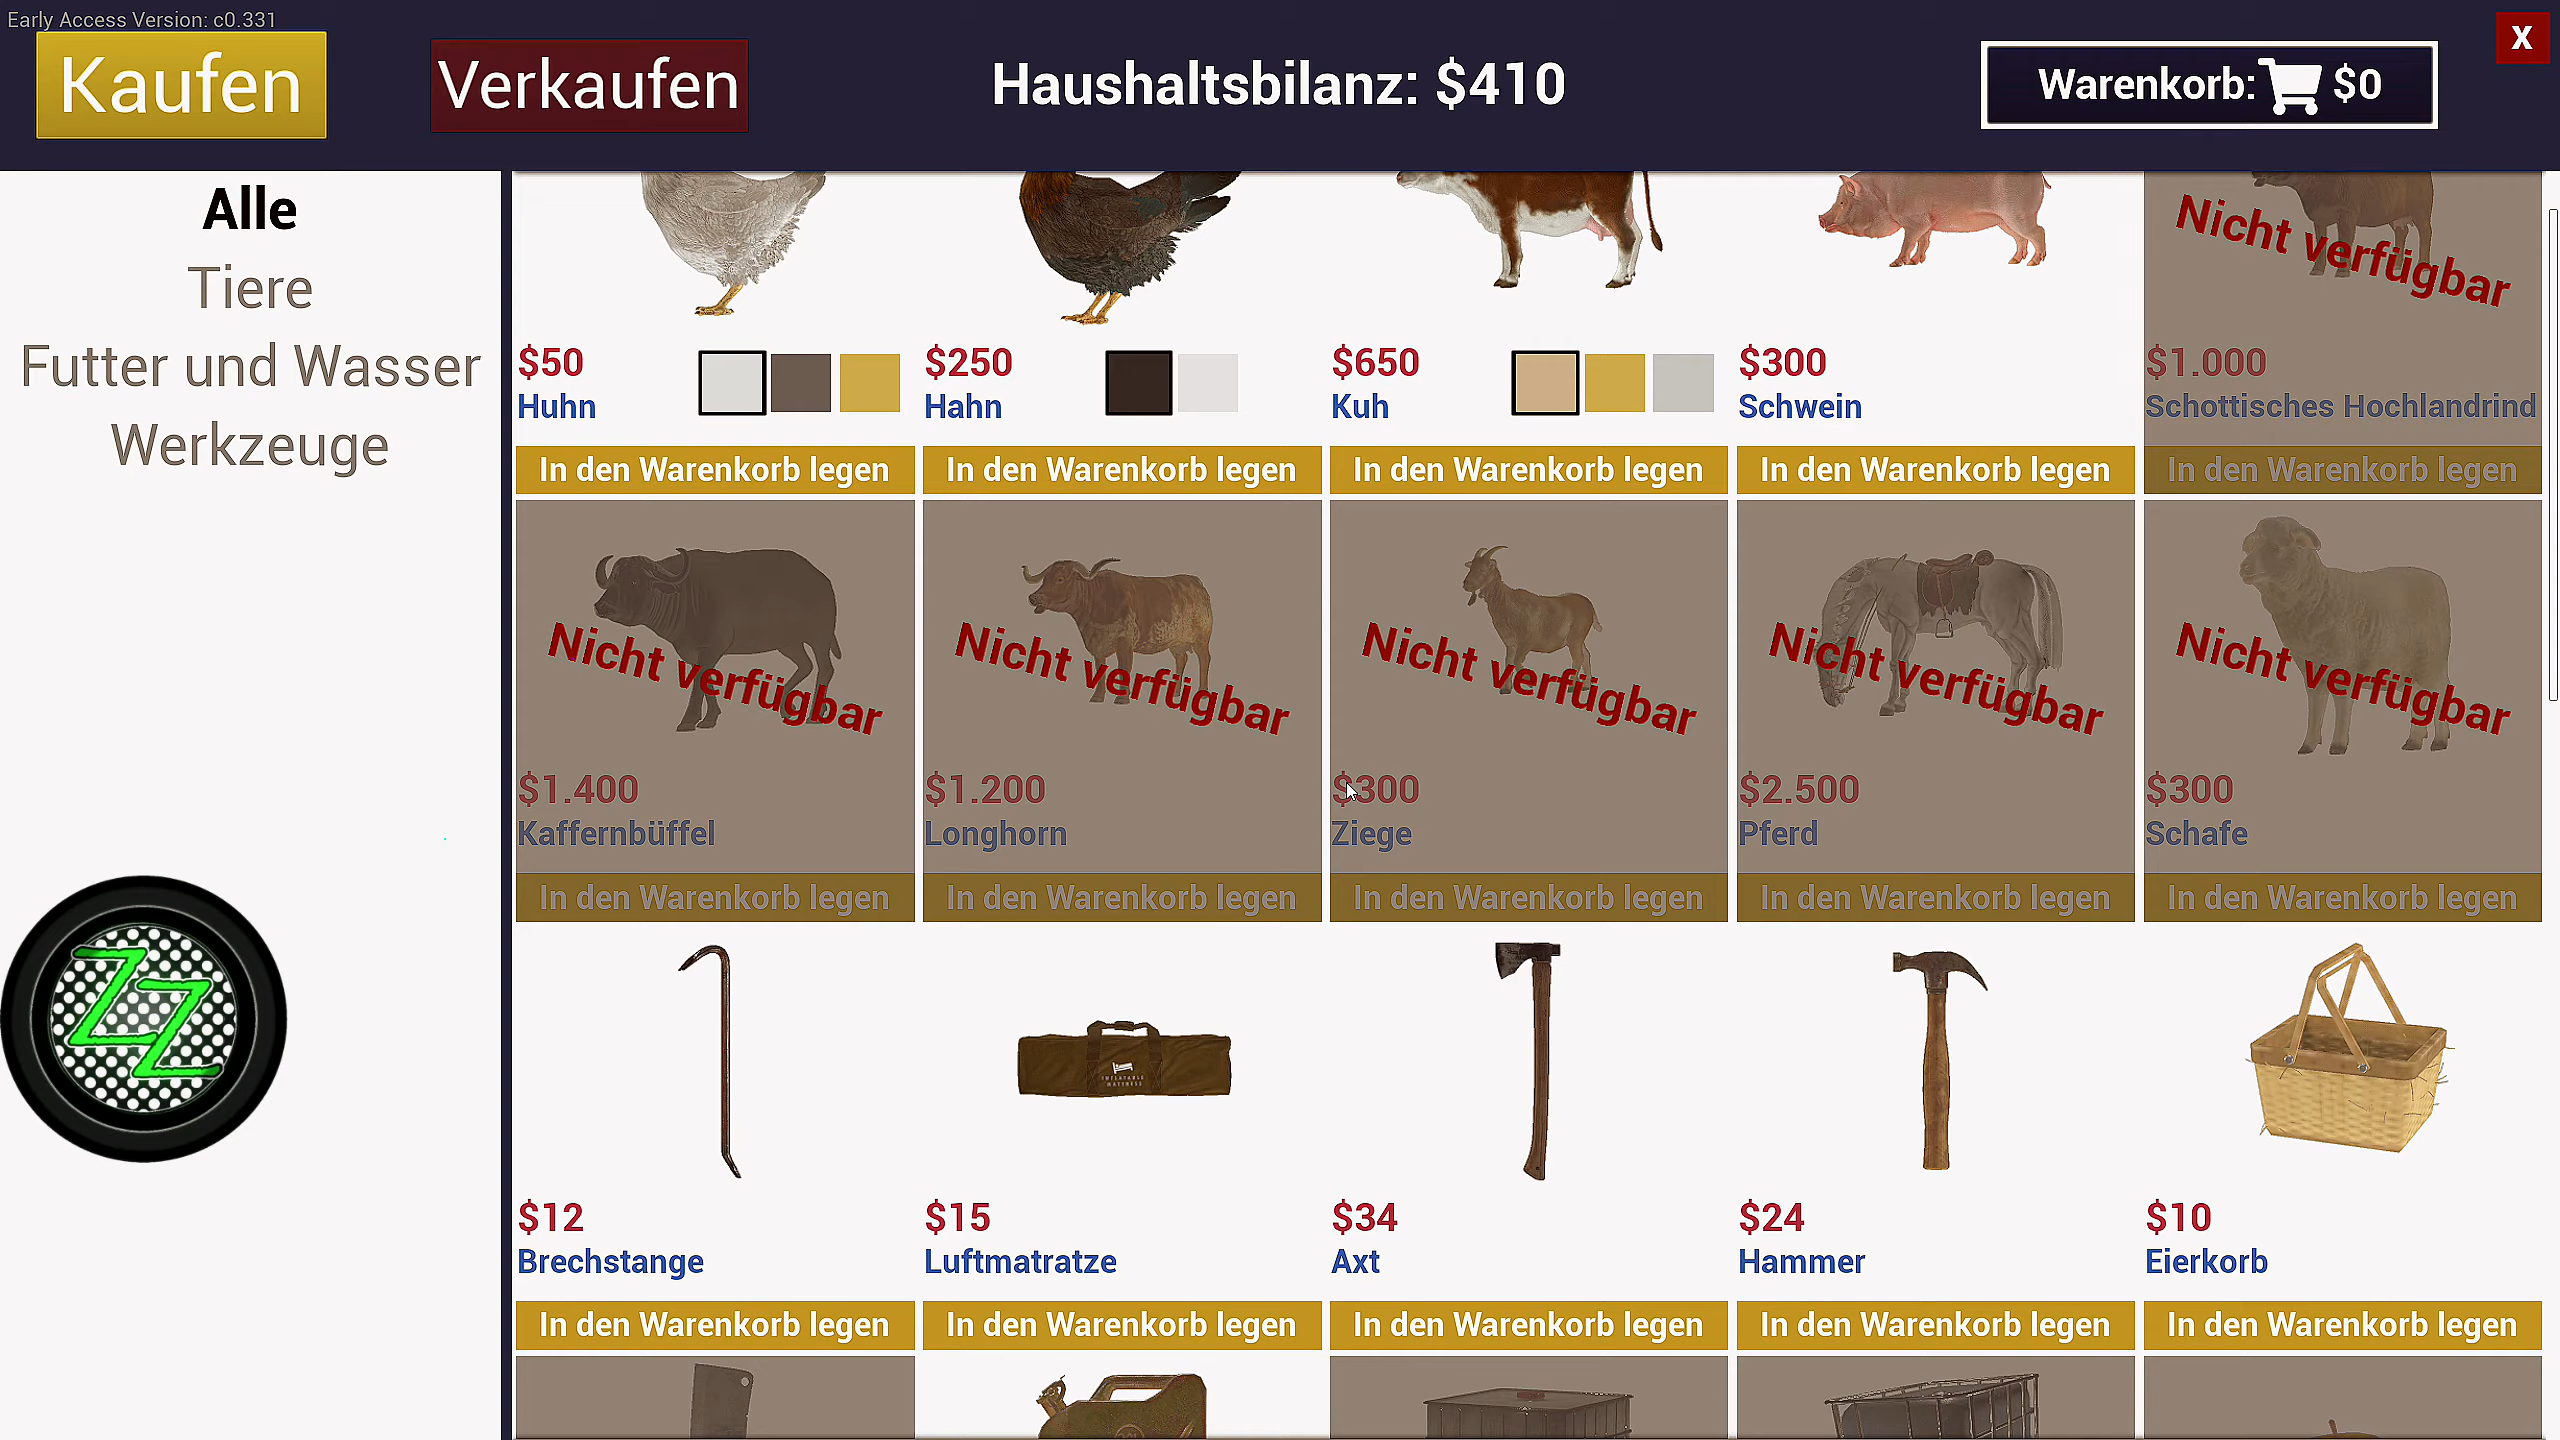 Early Access Version: c0.331
Kaufen
Verkaufen
Haushaltsbilanz: $410
Warenkorb: $0
X
Alle
Tiere
Futter und Wasser
Werkzeuge
$50
Huhn
In den Warenkorb legen
$250
Hahn
In den Warenkorb legen
$650
Kuh
In den Warenkorb legen
$300
Schwein
In den Warenkorb legen
Nicht verfügbar
$1.000
Schottisches Hochlandrind
In den Warenkorb legen
Nicht verfügbar
$1.400
Kaffernbüffel
In den Warenkorb legen
Nicht verfügbar
$1.200
Longhorn
In den Warenkorb legen
Nicht verfügbar
$300
Ziege
In den Warenkorb legen
Nicht verfügbar
$2.500
Pferd
In den Warenkorb legen
Nicht verfügbar
$300
Schafe
In den Warenkorb legen
ZZ
$12
Brechstange
In den Warenkorb legen
INFLATABLE
MATTRESS
$15
Luftmatratze
In den Warenkorb legen
$34
Axt
In den Warenkorb legen
$24
Hammer
In den Warenkorb legen
$10
Eierkorb
In den Warenkorb legen